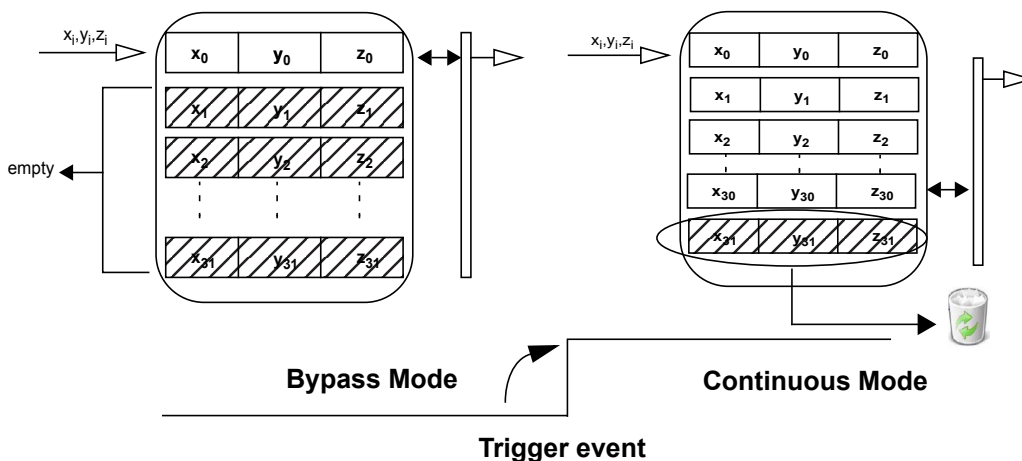 xᵢ,yᵢ,zᵢ
x₀ y₀ z₀
x₁ y₁ z₁
x₂ y₂ z₂
x₃₁ y₃₁ z₃₁
empty
xᵢ,yᵢ,zᵢ
x₀ y₀ z₀
x₁ y₁ z₁
x₂ y₂ z₂
x₃₀ y₃₀ z₃₀
x₃₁ y₃₁ z₃₁
Bypass Mode
Continuous Mode
Trigger event